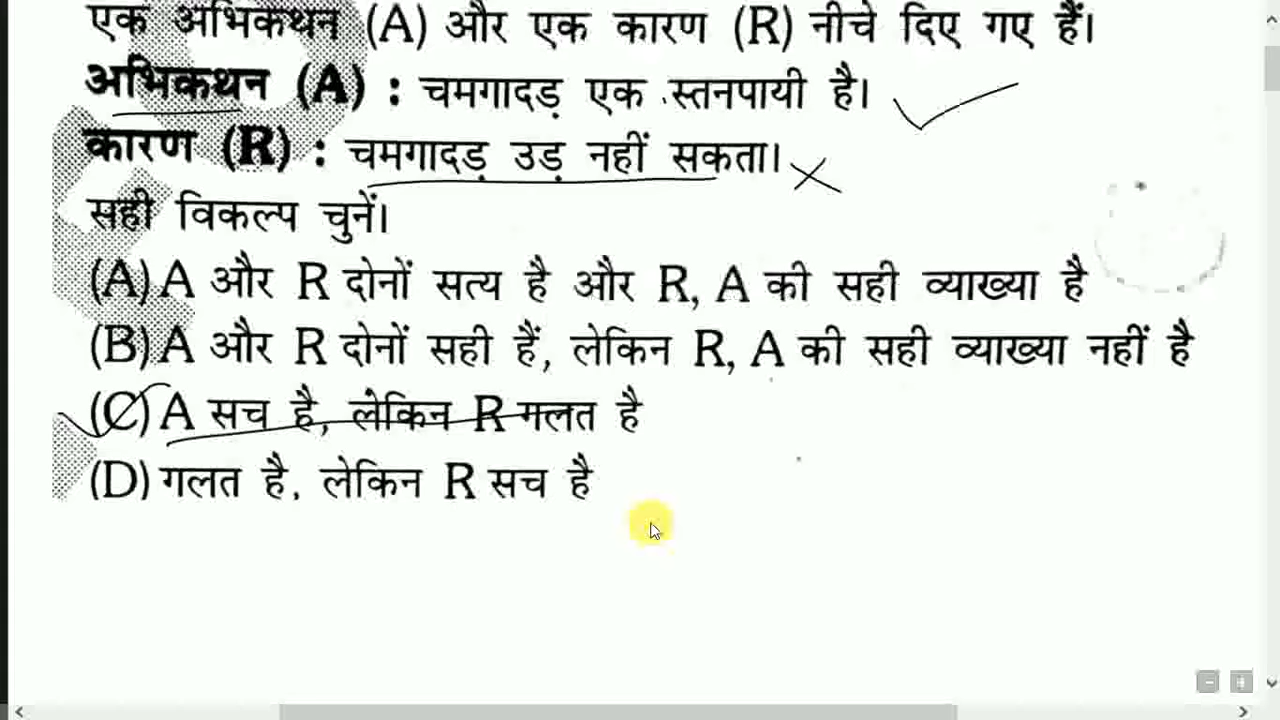 एक अभिकथन (A) और एक कारण (R) नीचे दिए गए हैं।
अभिकथन (A) : चमगादड़ एक स्तनपायी है।
कारण (R) : चमगादड़ उड़ नहीं सकता।
सही विकल्प चुनें।
(A) A और R दोनों सत्य है और R, A की सही व्याख्या है
(B) A और R दोनों सही हैं, लेकिन R, A की सही व्याख्या नहीं है
(C) A सच है, लेकिन R गलत है
(D) गलत है, लेकिन R सच है